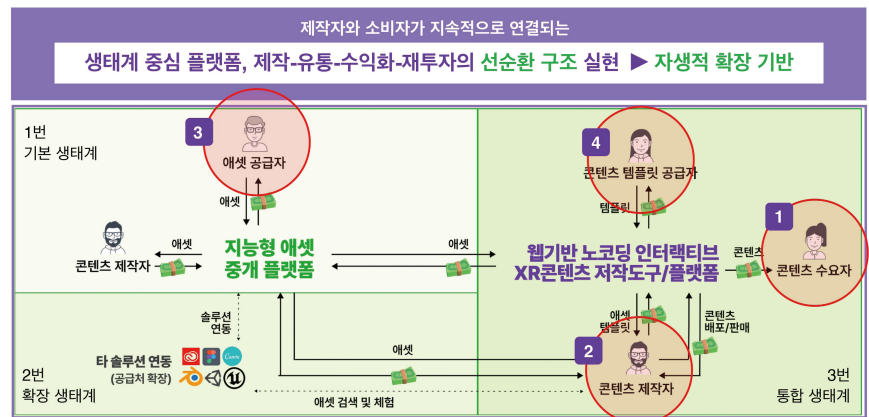 제작자와 소비자가 지속적으로 연결되는
생태계 중심 플랫폼, 제작-유통-수익화-재투자의 선순환 구조 실현 ▶ 자생적 확장 기반
1번
기본 생태계
3
애셋 공급자
애셋
콘텐츠 제작자
애셋
지능형 애셋
중개 플랫폼
애셋
4
콘텐츠 템플릿 공급자
템플릿
웹기반 노코딩 인터랙티브
XR콘텐츠 저작도구/플랫폼
콘텐츠
1
콘텐츠 수요자
솔루션
연동
애셋
애셋
템플릿
콘텐츠
배포/판매
2
콘텐츠 제작자
타 솔루션 연동
(공급처 확장)
Canva
애셋 검색 및 체험
2번
확장 생태계
3번
통합 생태계